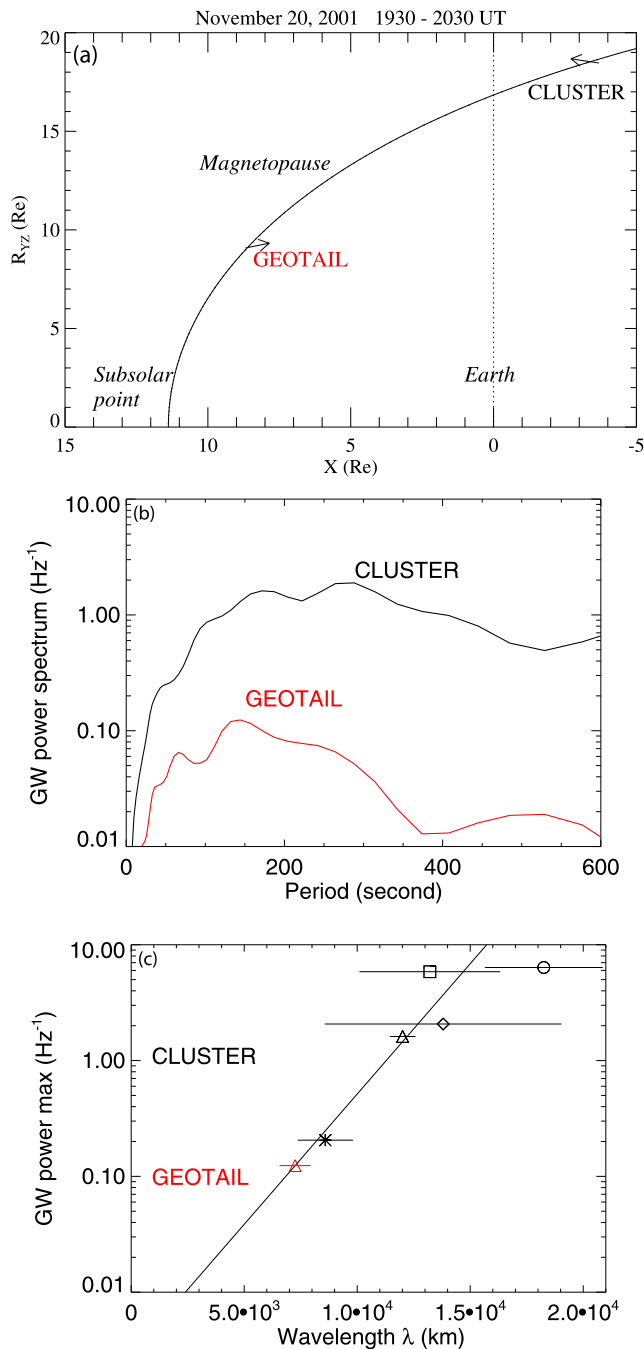 November 20, 2001 1930 - 2030 UT
(a)
20
15
10
5
0
R_YZ (Re)
CLUSTER
Magnetopause
GEOTAIL
Subsolar
point
Earth
15 10 5 0 -5
X (Re)
(b)
10.00
1.00
0.10
0.01
GW power spectrum (Hz⁻¹)
CLUSTER
GEOTAIL
0 200 400 600
Period (second)
(c)
10.00
1.00
0.10
0.01
GW power max (Hz⁻¹)
CLUSTER
GEOTAIL
0 5.0•10³ 1.0•10⁴ 1.5•10⁴ 2.0•10⁴
Wavelength λ (km)